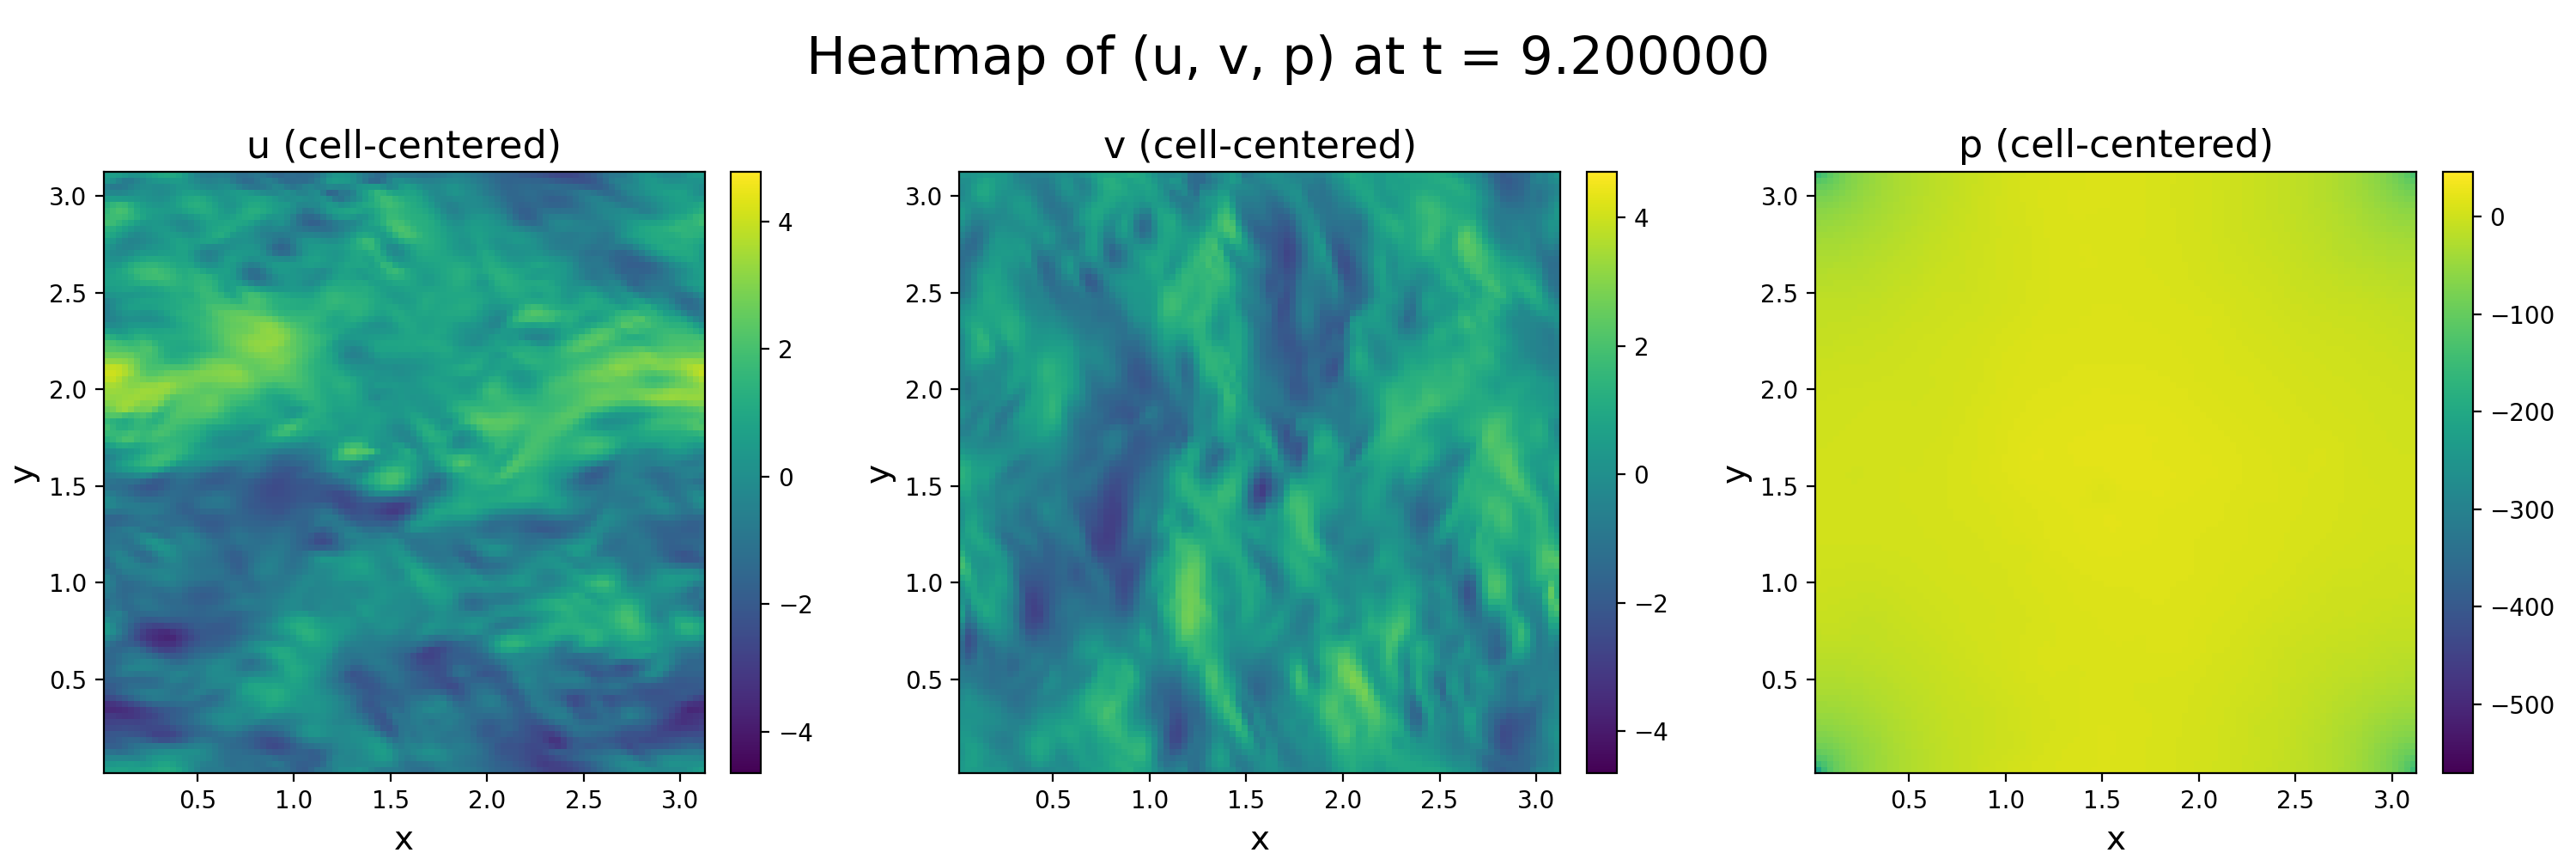 Heatmap of (u, v, p) at t = 9.200000
u (cell-centered)
3.0
2.5
2.0
1.5
1.0
0.5
y
0.5 1.0 1.5 2.0 2.5 3.0
x
4
2
0
−2
−4
v (cell-centered)
3.0
2.5
2.0
1.5
1.0
0.5
y
0.5 1.0 1.5 2.0 2.5 3.0
x
4
2
0
−2
−4
p (cell-centered)
3.0
2.5
2.0
1.5
1.0
0.5
y
0.5 1.0 1.5 2.0 2.5 3.0
x
0
−100
−200
−300
−400
−500